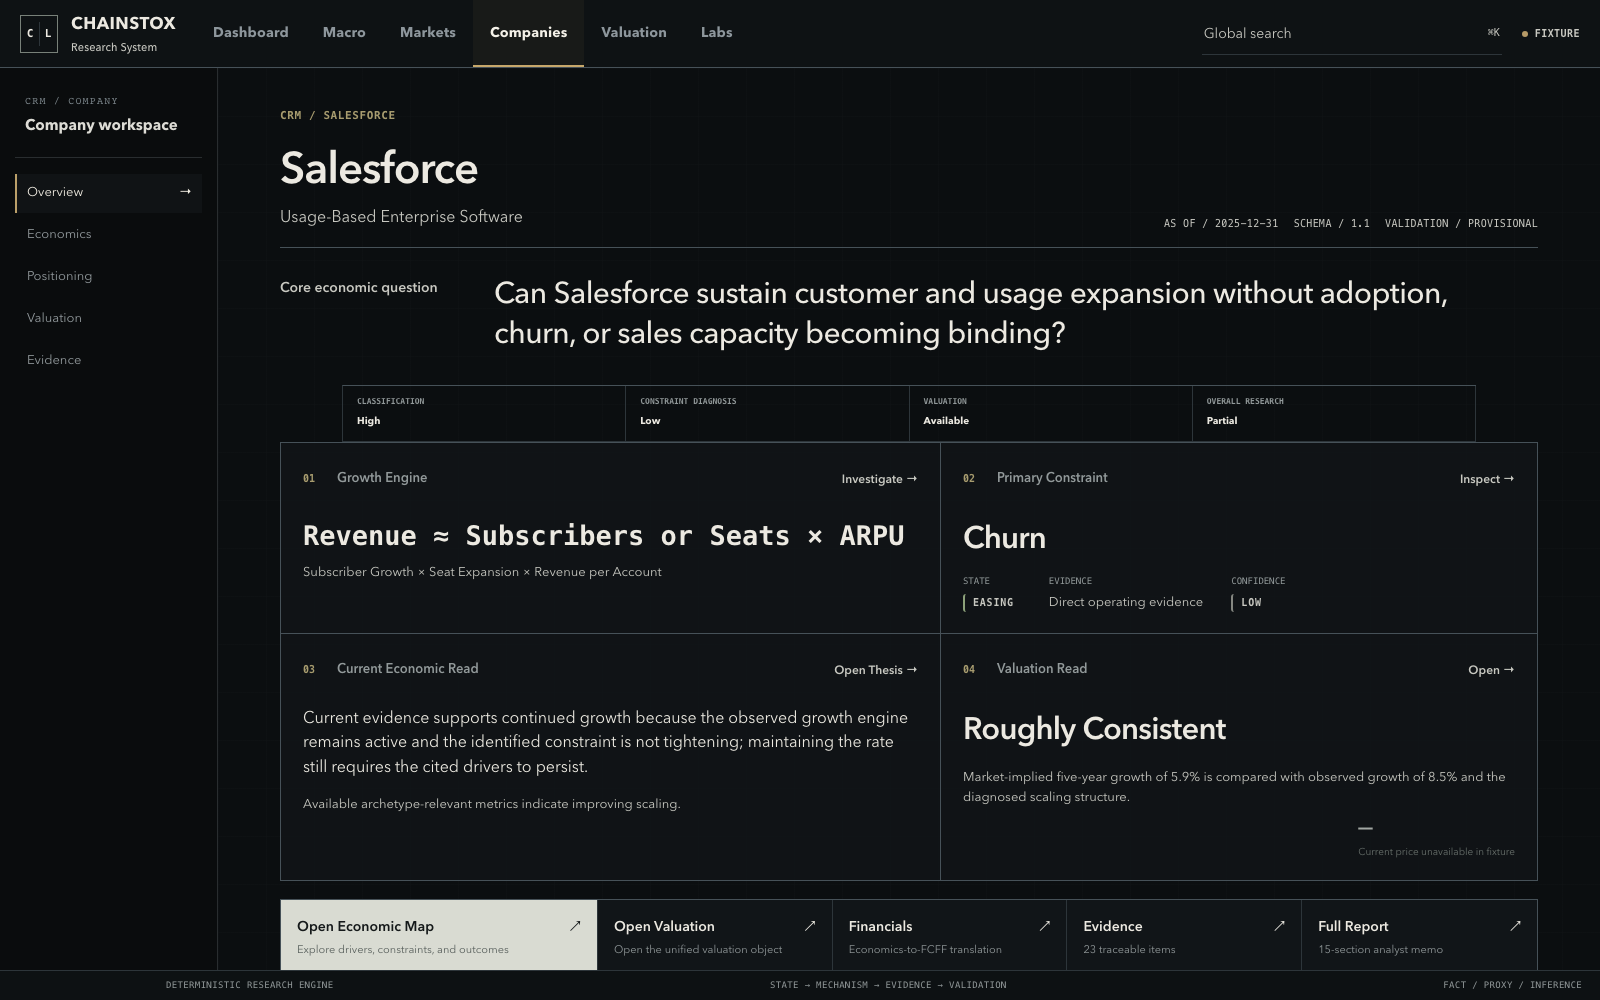 C L
CHAINSTOX
Research System
Dashboard
Macro
Markets
Companies
Valuation
Labs
Global search
⌘K
FIXTURE
CRM / COMPANY
Company workspace
Overview →
Economics
Positioning
Valuation
Evidence
CRM / SALESFORCE
Salesforce
Usage-Based Enterprise Software
AS OF / 2025-12-31 SCHEMA / 1.1 VALIDATION / PROVISIONAL
Core economic question
Can Salesforce sustain customer and usage expansion without adoption,
churn, or sales capacity becoming binding?
CLASSIFICATION
High
CONSTRAINT DIAGNOSIS
Low
VALUATION
Available
OVERALL RESEARCH
Partial
01 Growth Engine Investigate →
Revenue ≈ Subscribers or Seats × ARPU
Subscriber Growth × Seat Expansion × Revenue per Account
02 Primary Constraint Inspect →
Churn
STATE
EASING
EVIDENCE
Direct operating evidence
CONFIDENCE
LOW
03 Current Economic Read Open Thesis →
Current evidence supports continued growth because the observed growth engine
remains active and the identified constraint is not tightening; maintaining the rate
still requires the cited drivers to persist.
Available archetype-relevant metrics indicate improving scaling.
04 Valuation Read Open →
Roughly Consistent
Market-implied five-year growth of 5.9% is compared with observed growth of 8.5% and the
diagnosed scaling structure.
—
Current price unavailable in fixture
Open Economic Map ↗
Explore drivers, constraints, and outcomes
Open Valuation ↗
Open the unified valuation object
Financials ↗
Economics-to-FCFF translation
Evidence ↗
23 traceable items
Full Report ↗
15-section analyst memo
DETERMINISTIC RESEARCH ENGINE
STATE → MECHANISM → EVIDENCE → VALIDATION
FACT / PROXY / INFERENCE